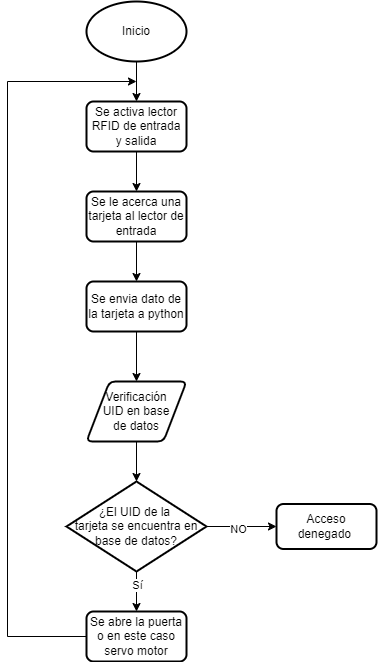 Inicio
Se activa lector
RFID de entrada
y salida
Se le acerca una
tarjeta al lector de
entrada
Se envia dato de
la tarjeta a python
Verificación
UID en base
de datos
¿El UID de la
tarjeta se encuentra en
base de datos?
NO
Acceso
denegado
Sí
Se abre la puerta
o en este caso
servo motor